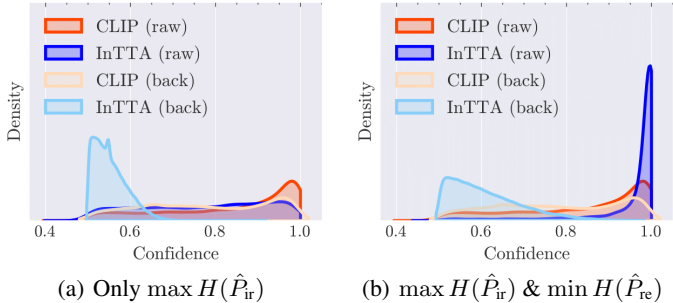 Density
CLIP (raw)
InTTA (raw)
CLIP (back)
InTTA (back)
0.4 0.6 0.8 1.0
Confidence
(a) Only max H(P̂ir)
Density
CLIP (raw)
InTTA (raw)
CLIP (back)
InTTA (back)
0.4 0.6 0.8 1.0
Confidence
(b) max H(P̂ir) & min H(P̂re)